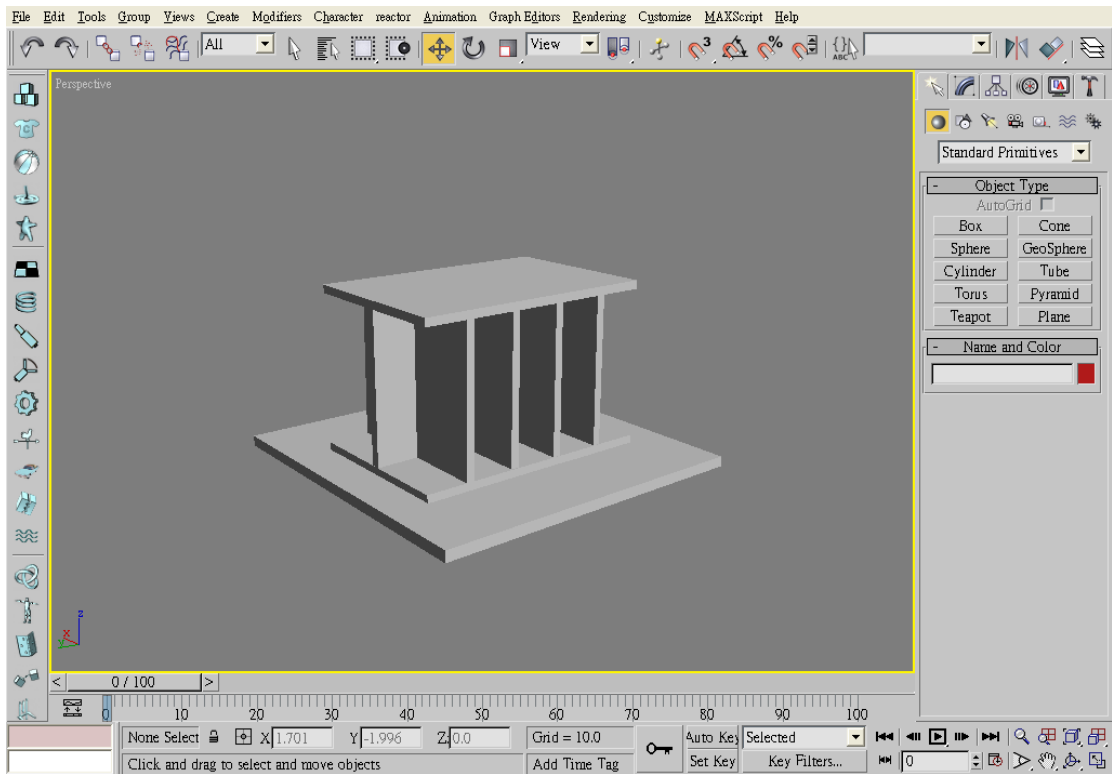 File Edit Tools Group Views Create Modifiers Character reactor Animation Graph Editors Rendering Customize MAXScript Help
All View 3 % {} ABC
Perspective
Standard Primitives
- Object Type
AutoGrid
Box Cone
Sphere GeoSphere
Cylinder Tube
Torus Pyramid
Teapot Plane
- Name and Color
z
x
y
< 0 / 100 >
0 10 20 30 40 50 60 70 80 90 100
None Select X 1.701 Y -1.996 Z 0.0 Grid = 10.0 Auto Key Selected
Click and drag to select and move objects Add Time Tag Set Key Key Filters... 0